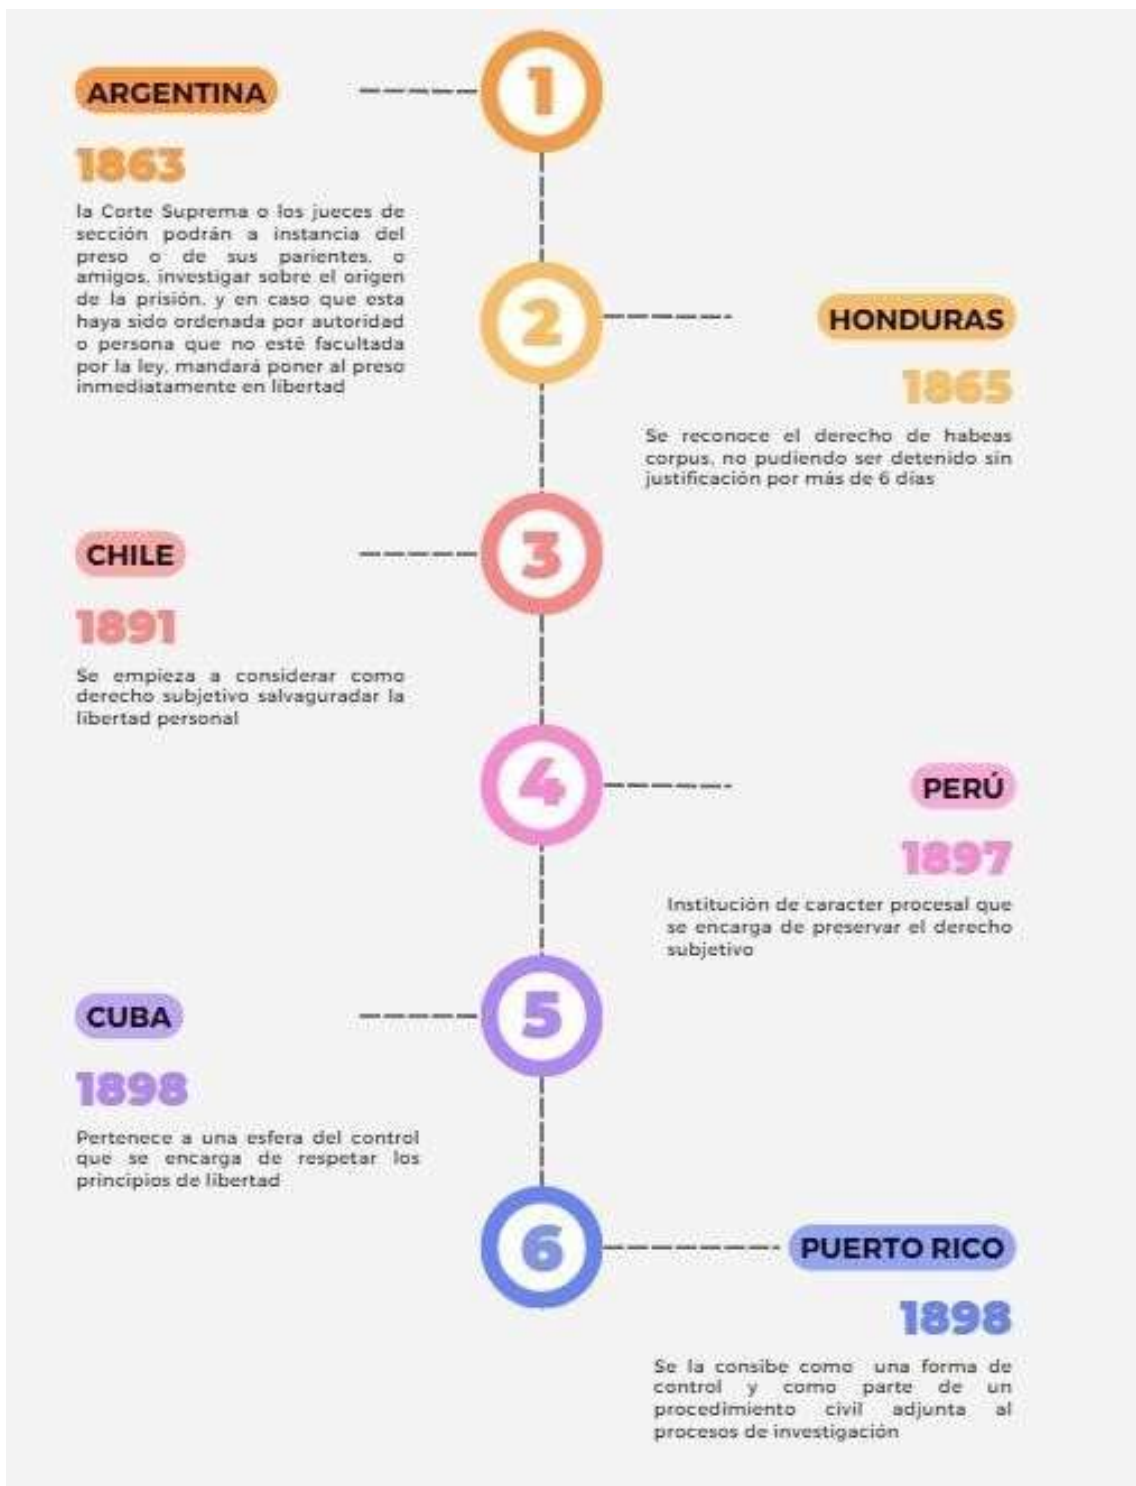 1
ARGENTINA
1863
la Corte Suprema o los jueces de
sección podrán a instancia del
preso o de sus parientes, o
amigos, investigar sobre el origen
de la prisión, y en caso que esta
haya sido ordenada por autoridad
o persona que no esté facultada
por la ley, mandará poner al preso
inmediatamente en libertad
2
HONDURAS
1865
Se reconoce el derecho de habeas
corpus, no pudiendo ser detenido sin
justificación por más de 6 días
3
CHILE
1891
Se empieza a considerar como
derecho subjetivo salvaguradar la
libertad personal
4
PERÚ
1897
Institución de caracter procesal que
se encarga de preservar el derecho
subjetivo
5
CUBA
1898
Pertenece a una esfera del control
que se encarga de respetar los
principios de libertad
6
PUERTO RICO
1898
Se la consibe como una forma de
control y como parte de un
procedimiento civil adjunta al
procesos de investigación